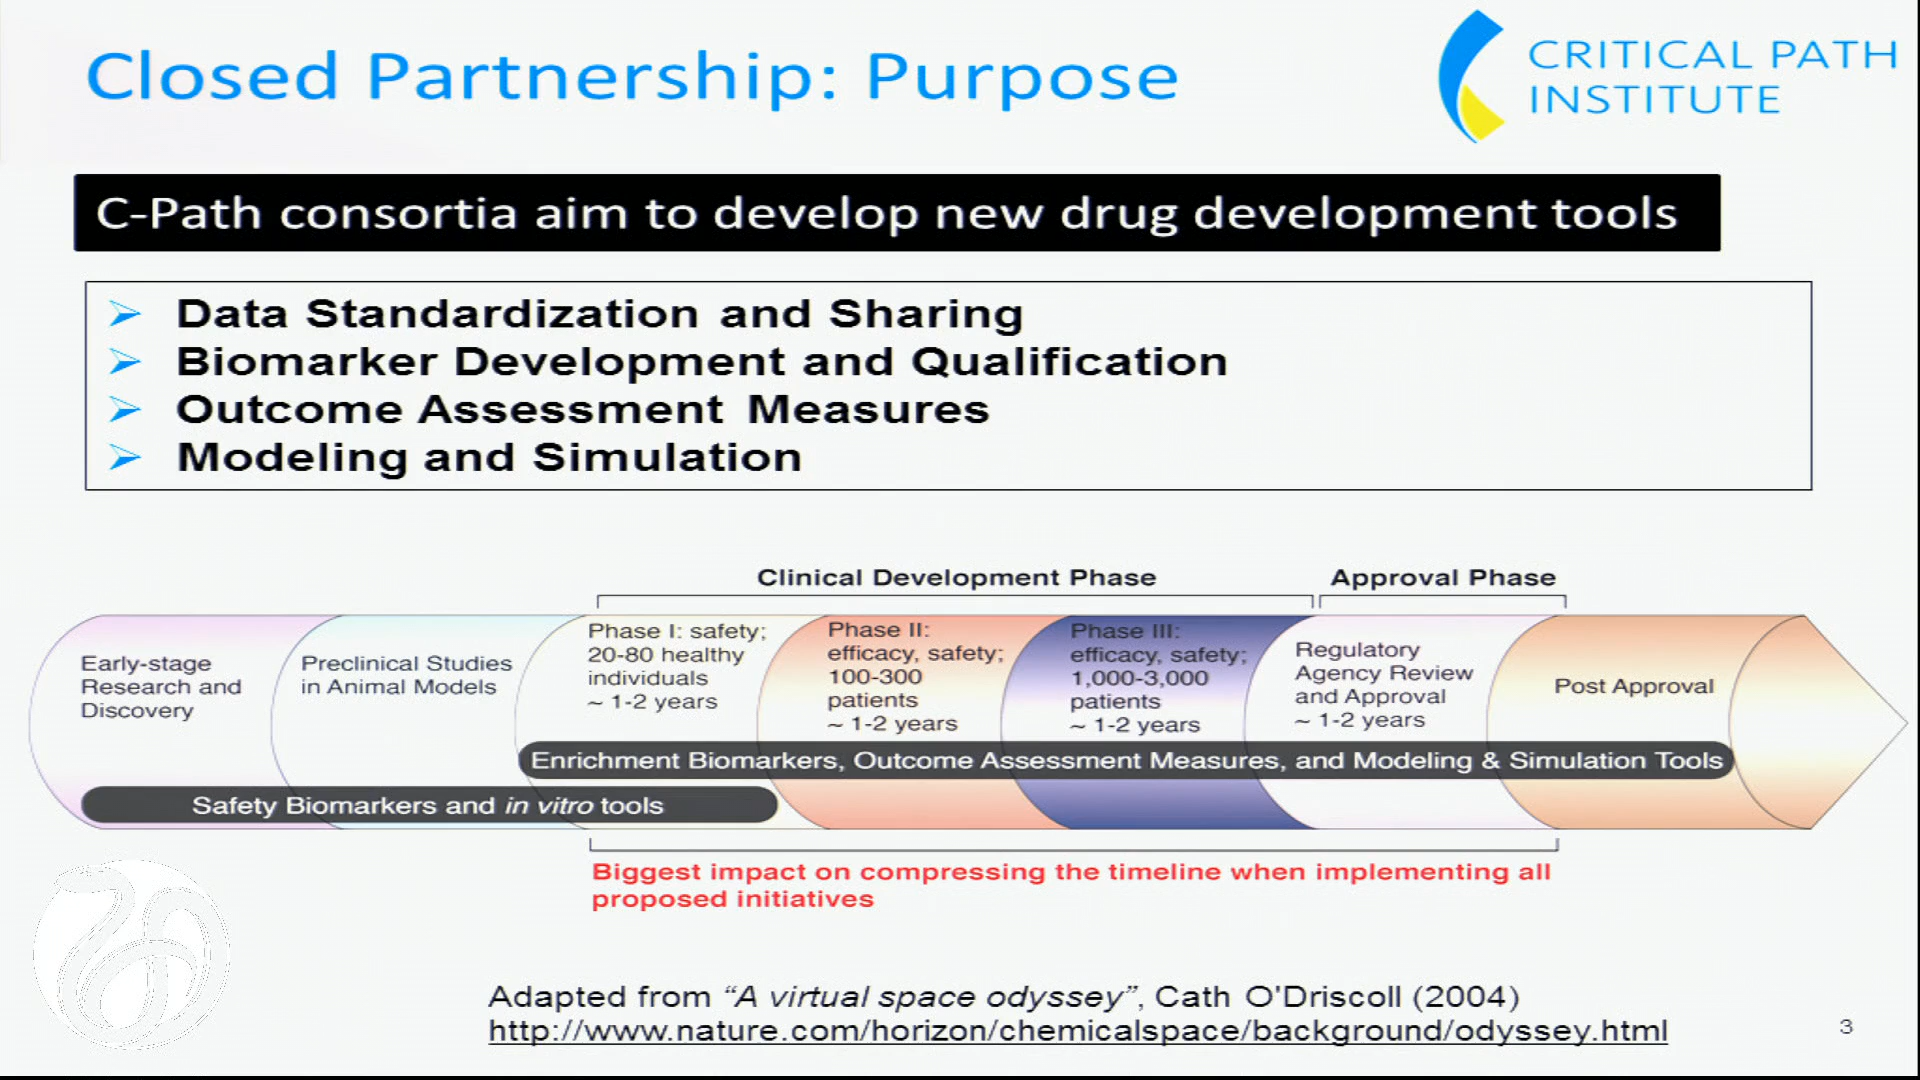 Closed Partnership: Purpose
CRITICAL PATH
INSTITUTE
C-Path consortia aim to develop new drug development tools
Data Standardization and Sharing
Biomarker Development and Qualification
Outcome Assessment Measures
Modeling and Simulation
Clinical Development Phase
Approval Phase
Early-stage
Research and
Discovery
Preclinical Studies
in Animal Models
Phase I: safety;
20-80 healthy
individuals
~ 1-2 years
Phase II:
efficacy, safety;
100-300
patients
~ 1-2 years
Phase III:
efficacy, safety;
1,000-3,000
patients
~ 1-2 years
Regulatory
Agency Review
and Approval
~ 1-2 years
Post Approval
Enrichment Biomarkers, Outcome Assessment Measures, and Modeling & Simulation Tools
Safety Biomarkers and in vitro tools
Biggest impact on compressing the timeline when implementing all
proposed initiatives
Adapted from “A virtual space odyssey”, Cath O'Driscoll (2004)
http://www.nature.com/horizon/chemicalspace/background/odyssey.html
3